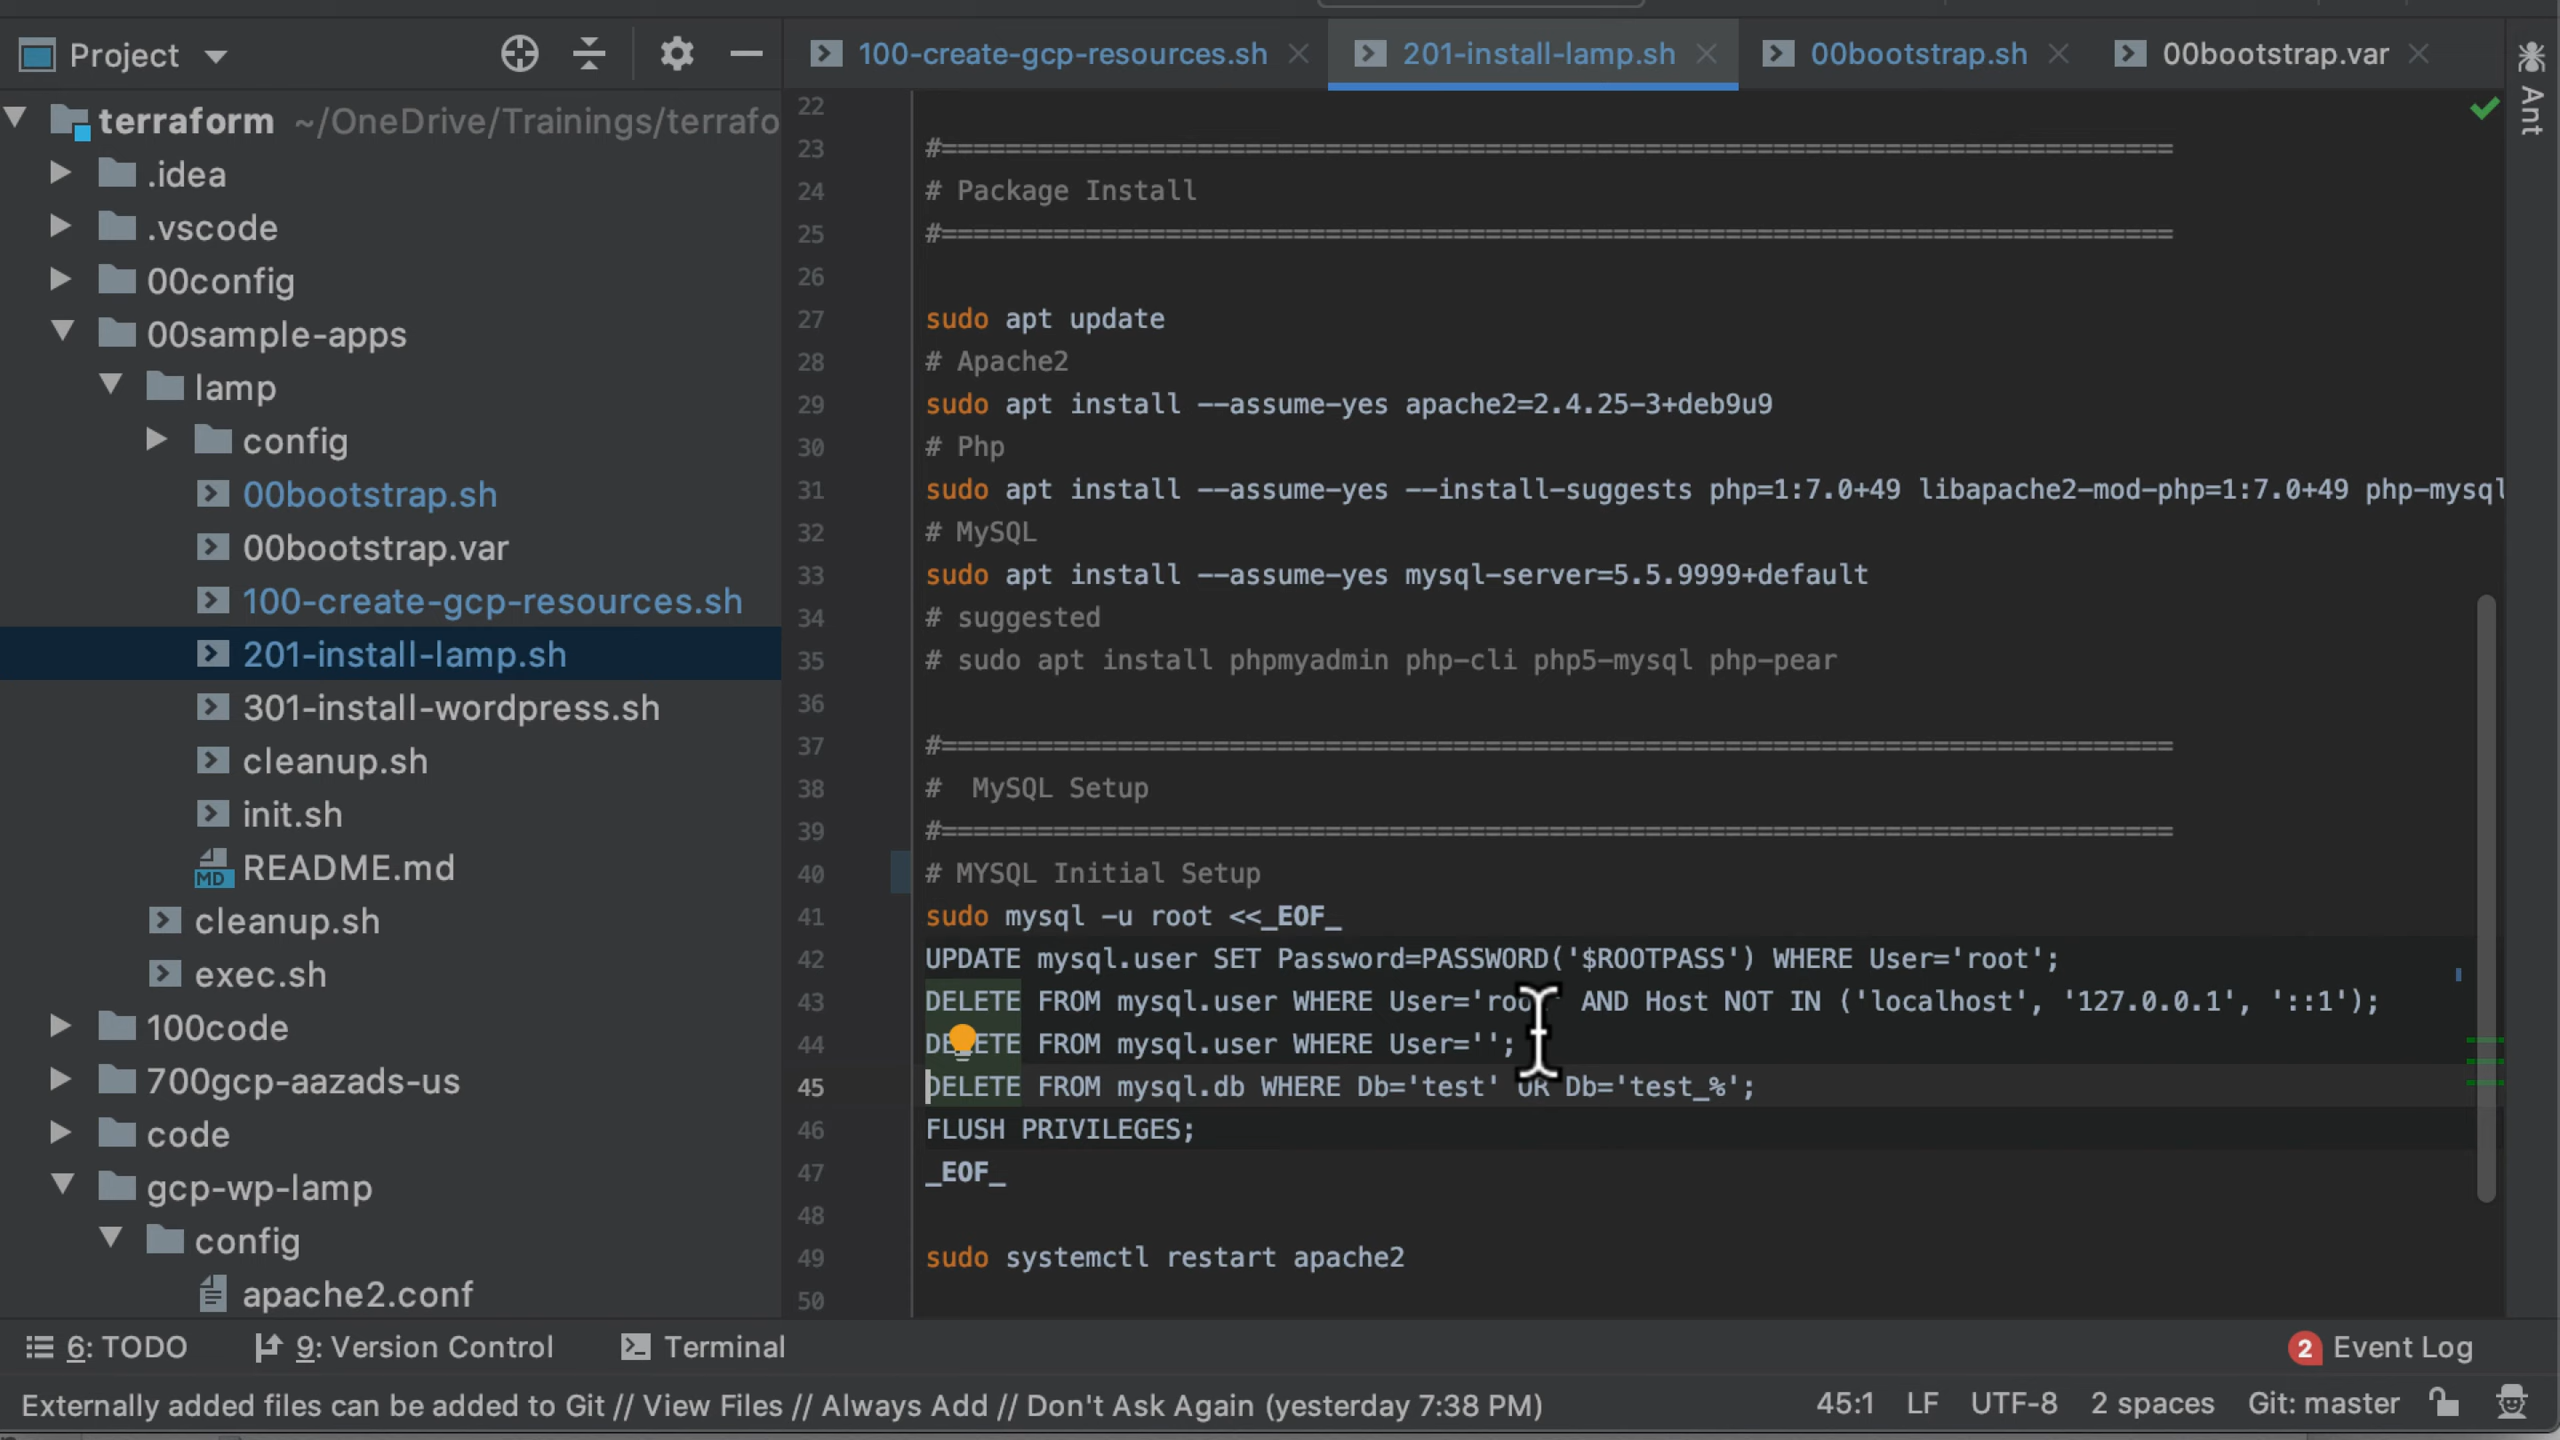 Project
100-create-gcp-resources.sh
201-install-lamp.sh
00bootstrap.sh
00bootstrap.var
Ant
terraform ~/OneDrive/Trainings/terrafo
.idea
.vscode
00config
00sample-apps
lamp
config
00bootstrap.sh
00bootstrap.var
100-create-gcp-resources.sh
201-install-lamp.sh
301-install-wordpress.sh
cleanup.sh
init.sh
MD README.md
cleanup.sh
exec.sh
100code
700gcp-aazads-us
code
gcp-wp-lamp
config
apache2.conf
22
23 #=============================================================================
24 # Package Install
25 #=============================================================================
26
27 sudo apt update
28 # Apache2
29 sudo apt install --assume-yes apache2=2.4.25-3+deb9u9
30 # Php
31 sudo apt install --assume-yes --install-suggests php=1:7.0+49 libapache2-mod-php=1:7.0+49 php-mysql
32 # MySQL
33 sudo apt install --assume-yes mysql-server=5.5.9999+default
34 # suggested
35 # sudo apt install phpmyadmin php-cli php5-mysql php-pear
36
37 #=============================================================================
38 #  MySQL Setup
39 #=============================================================================
40 # MYSQL Initial Setup
41 sudo mysql -u root <<_EOF_
42 UPDATE mysql.user SET Password=PASSWORD('$ROOTPASS') WHERE User='root';
43 DELETE FROM mysql.user WHERE User='root' AND Host NOT IN ('localhost', '127.0.0.1', '::1');
44 DELETE FROM mysql.user WHERE User='';
45 DELETE FROM mysql.db WHERE Db='test' OR Db='test_%';
46 FLUSH PRIVILEGES;
47 _EOF_
48
49 sudo systemctl restart apache2
50
6: TODO
9: Version Control
Terminal
2 Event Log
Externally added files can be added to Git // View Files // Always Add // Don't Ask Again (yesterday 7:38 PM)
45:1 LF UTF-8 2 spaces Git: master